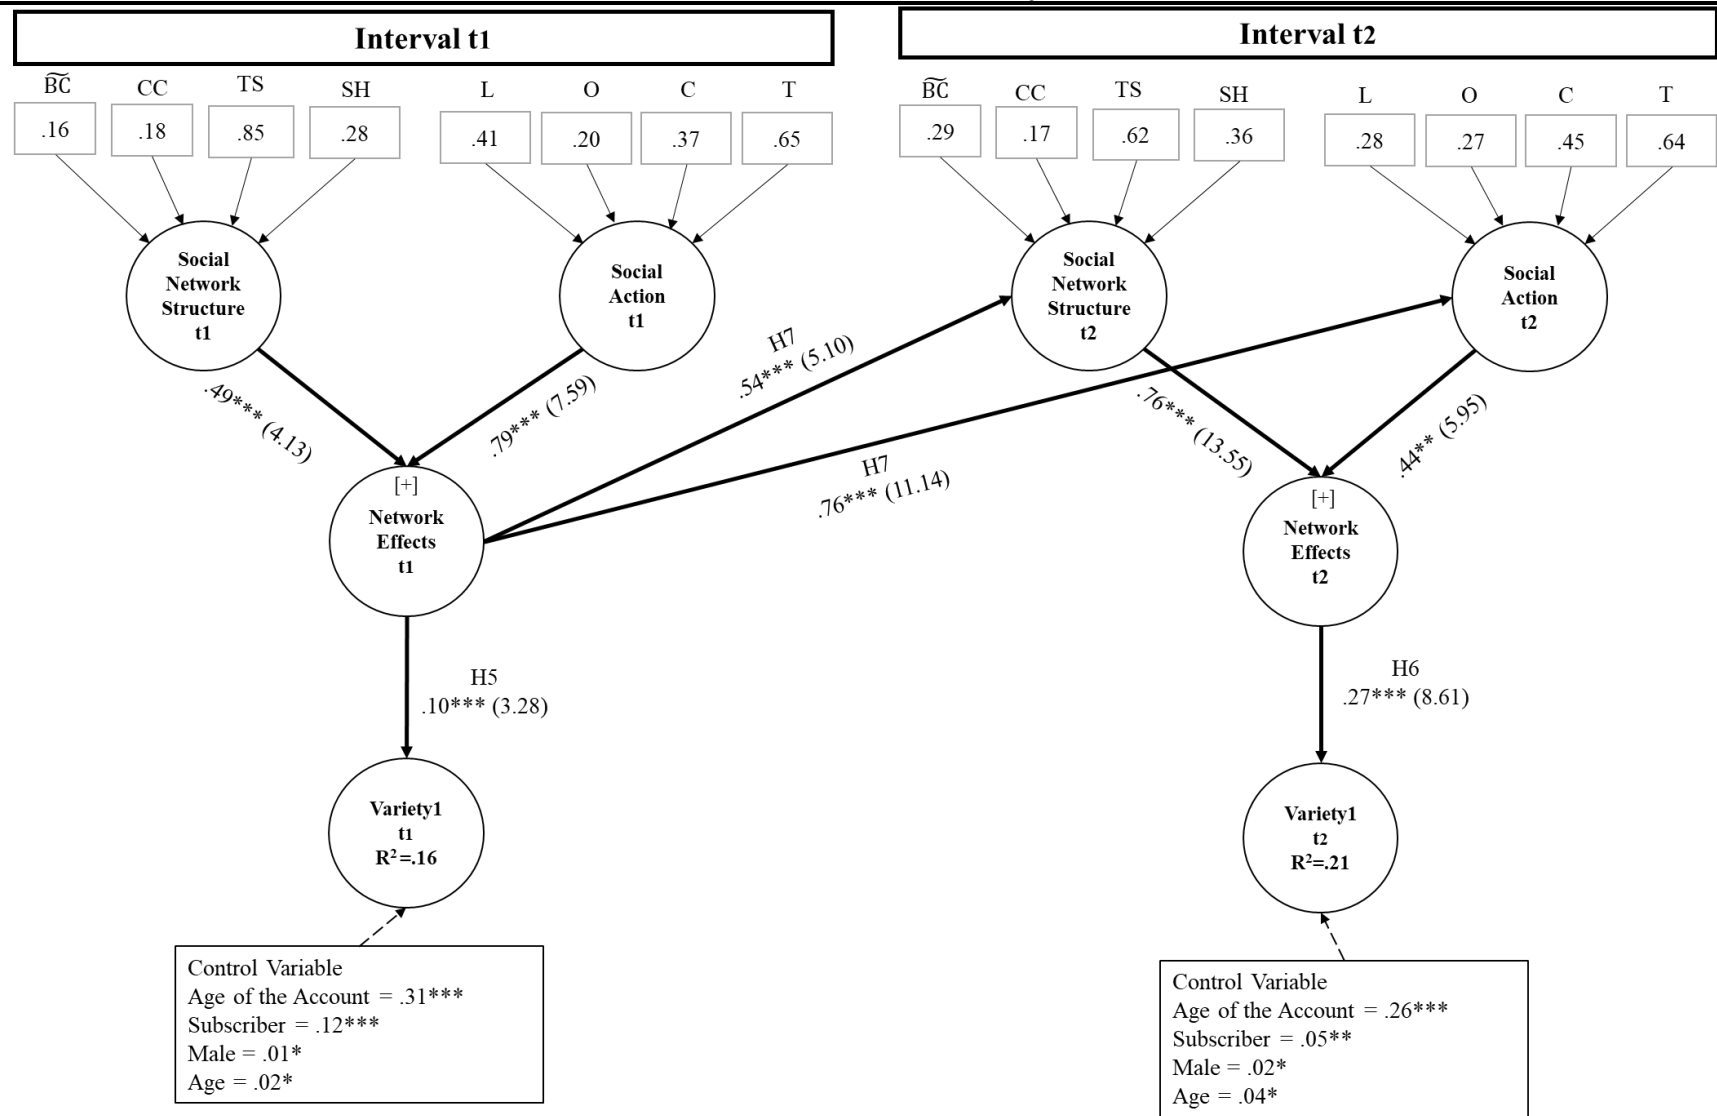 Interval t1
B͠C CC TS SH L O C T
.16 .18 .85 .28 .41 .20 .37 .65
Social
Network
Structure
t1
Social
Action
t1
.49*** (4.13)
.79*** (7.59)
[+]
Network
Effects
t1
H7
.54*** (5.10)
H7
.76*** (11.14)
H5
.10*** (3.28)
Variety1
t1
R²=.16
Control Variable
Age of the Account = .31***
Subscriber = .12***
Male = .01*
Age = .02*
Interval t2
B͠C CC TS SH L O C T
.29 .17 .62 .36 .28 .27 .45 .64
Social
Network
Structure
t2
Social
Action
t2
.76*** (13.55)
.44** (5.95)
[+]
Network
Effects
t2
H6
.27*** (8.61)
Variety1
t2
R²=.21
Control Variable
Age of the Account = .26***
Subscriber = .05**
Male = .02*
Age = .04*